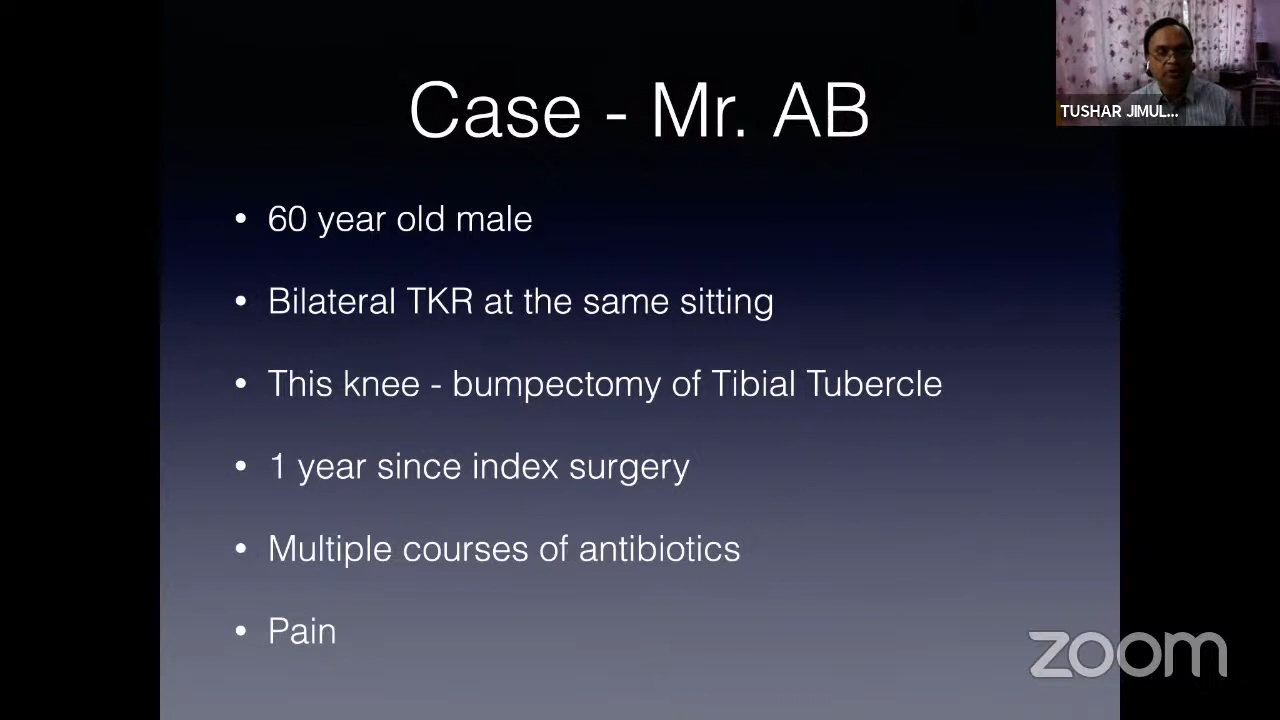 Case - Mr. AB
TUSHAR JIMUL...
• 60 year old male
• Bilateral TKR at the same sitting
• This knee - bumpectomy of Tibial Tubercle
• 1 year since index surgery
• Multiple courses of antibiotics
• Pain
zoom